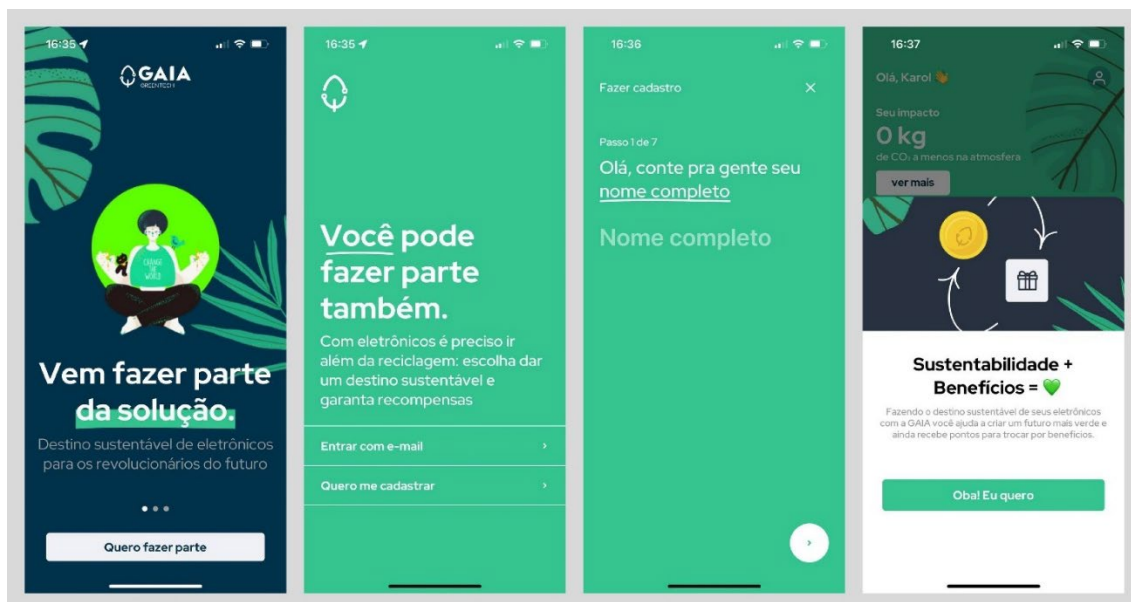 16:35
GAIA
GREENTECH
CHANGE
THE
WORLD
Vem fazer parte
da solução.
Destino sustentável de eletrônicos
para os revolucionários do futuro
Quero fazer parte
16:35
Você pode
fazer parte
também.
Com eletrônicos é preciso ir
além da reciclagem: escolha dar
um destino sustentável e
garanta recompensas
Entrar com e-mail
Quero me cadastrar
16:36
Fazer cadastro
Passo 1 de 7
Olá, conte pra gente seu
nome completo
Nome completo
16:37
Olá, Karol 👋
Seu impacto
0 kg
de CO₂ a menos na atmosfera
ver mais
Sustentabilidade +
Benefícios = 💚
Fazendo o destino sustentável de seus eletrônicos
com a GAIA você ajuda a criar um futuro mais verde e
ainda recebe pontos para trocar por benefícios.
Oba! Eu quero